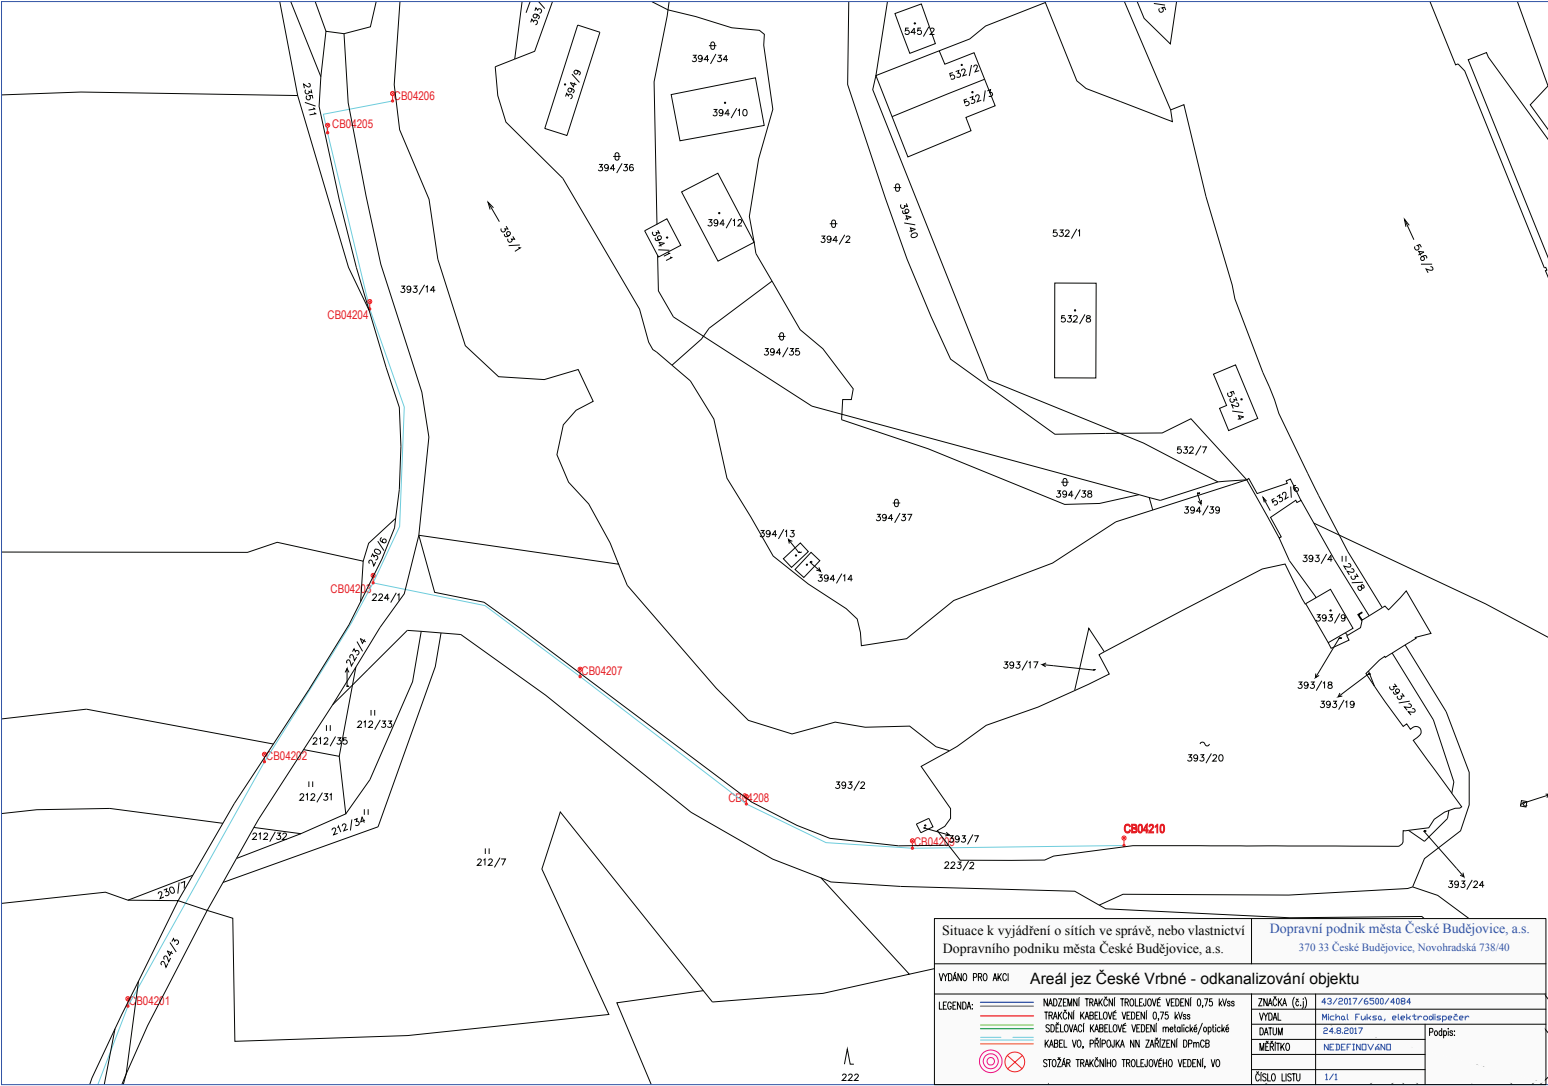 393/
/5
545/2
394/34
532/2
394/9
235/11
CB04206
532/3
394/10
CB04205
394/36
394/12
394/40
394/2
532/1
393/1
394/11
546/2
393/14
CB04204
532/8
394/35
532/4
532/7
394/38
532/6
394/39
394/37
394/13
230/6
394/14
393/4
223/8
CB04203
224/1
393/9
223/4
393/17
CB04207
393/18
393/19
393/22
212/33
212/35
CB04202
393/20
393/2
212/31
CB04208
212/34
212/32
CB04210
393/7
CB04209
212/7
223/2
393/24
230/7
224/3
CB04201
222
Situace k vyjádření o sítích ve správě, nebo vlastnictví
Dopravního podniku města České Budějovice, a.s.
Dopravní podnik města České Budějovice, a.s.
370 33 České Budějovice, Novohradská 738/40
VYDÁNO PRO AKCI Areál jez České Vrbné - odkanalizování objektu
LEGENDA:
NADZEMNÍ TRAKČNÍ TROLEJOVÉ VEDENÍ 0,75 kVss
TRAKČNÍ KABELOVÉ VEDENÍ 0,75 kVss
SDĚLOVACÍ KABELOVÉ VEDENÍ metalické/optické
KABEL VO, PŘÍPOJKA NN ZAŘÍZENÍ DPmČB
STOŽÁR TRAKČNÍHO TROLEJOVÉHO VEDENÍ, VO
ZNAČKA (č.j) 43/2017/6500/4084
VYDAL Michal Fuksa, elektrodispečer
DATUM 24.8.2017
Podpis:
MĚŘÍTKO NEDEFINOVÁNO
ČÍSLO LISTU 1/1